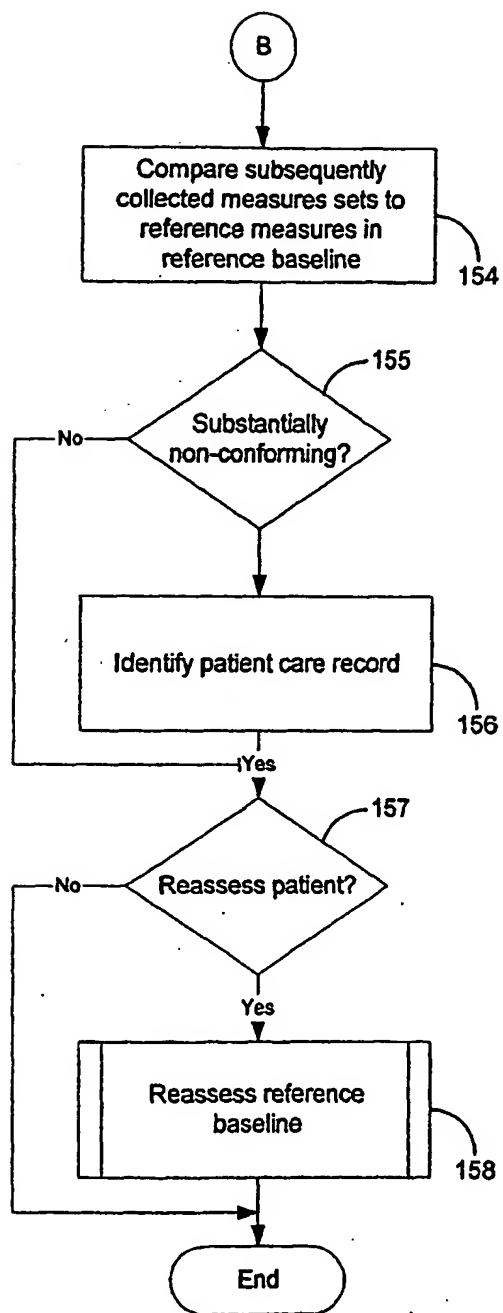 B
Compare subsequently
collected measures sets to
reference measures in
reference baseline
154
155
Substantially
non-conforming?
No
Identify patient care record
156
Yes
157
Reassess patient?
No
Yes
Reassess reference
baseline
158
End